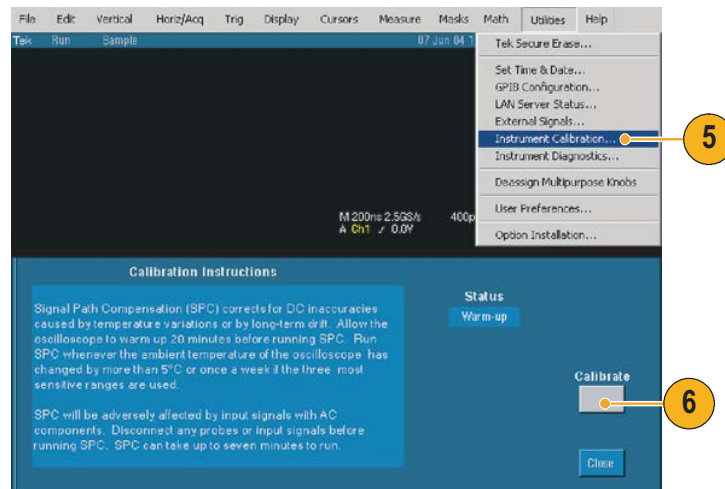 File Edit Vertical Horiz/Acq Trig Display Cursors Measure Masks Math Utilities Help
Tek Run Sample 07 Jun 04 1
Tek Secure Erase...
Set Time & Date...
GPIB Configuration...
LAN Server Status...
External Signals...
Instrument Calibration...
5
Instrument Diagnostics...
Deassign Multipurpose Knobs
User Preferences...
Option Installation...
M 200ns 2.5GS/s 400p
A Ch1 0.0V
Calibration Instructions
Signal Path Compensation (SPC) corrects for DC inaccuracies
caused by temperature variations or by long-term drift. Allow the
oscilloscope to warm up 20 minutes before running SPC. Run
SPC whenever the ambient temperature of the oscilloscope has
changed by more than 5°C or once a week if the three most
sensitive ranges are used.
SPC will be adversely affected by input signals with AC
components. Disconnect any probes or input signals before
running SPC. SPC can take up to seven minutes to run.
Status
Warm-up
Calibrate
6
Close